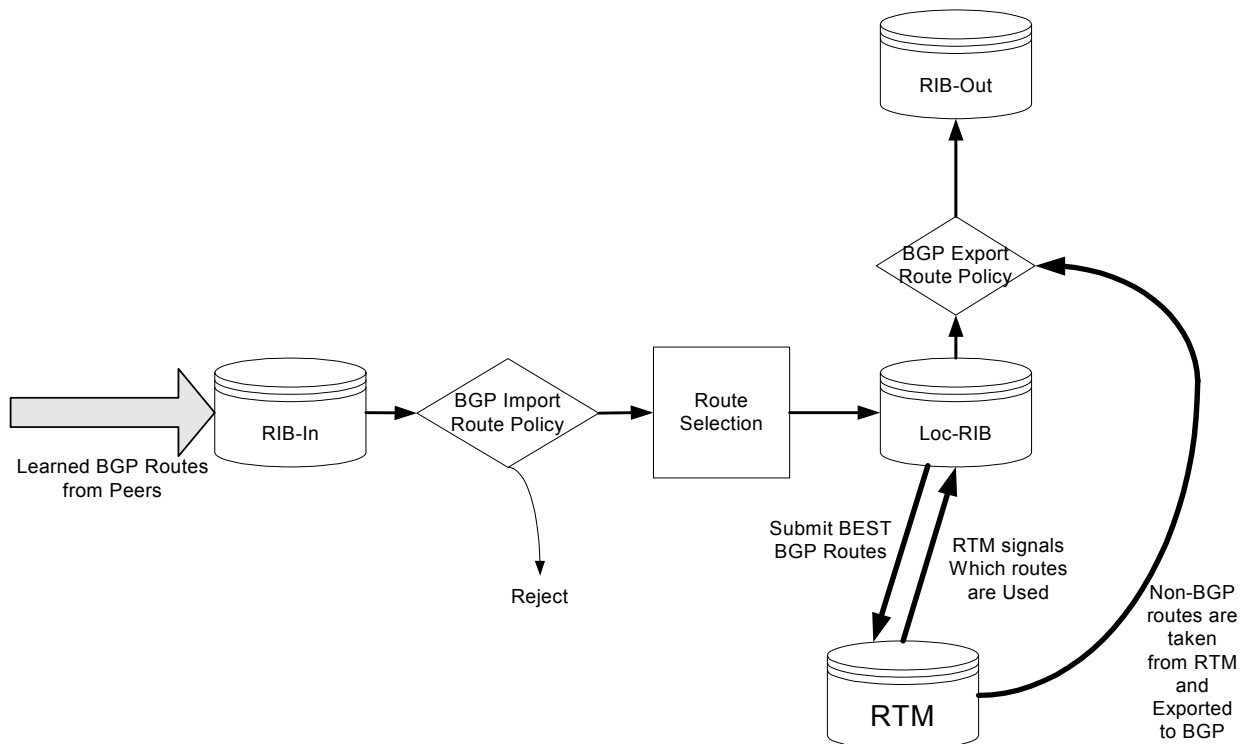 RIB-Out
BGP Export
Route Policy
RIB-In
BGP Import
Route Policy
Route
Selection
Loc-RIB
Learned BGP Routes
from Peers
Reject
Submit BEST
BGP Routes
RTM signals
Which routes
are Used
Non-BGP
routes are
taken
from RTM
and
Exported
to BGP
RTM